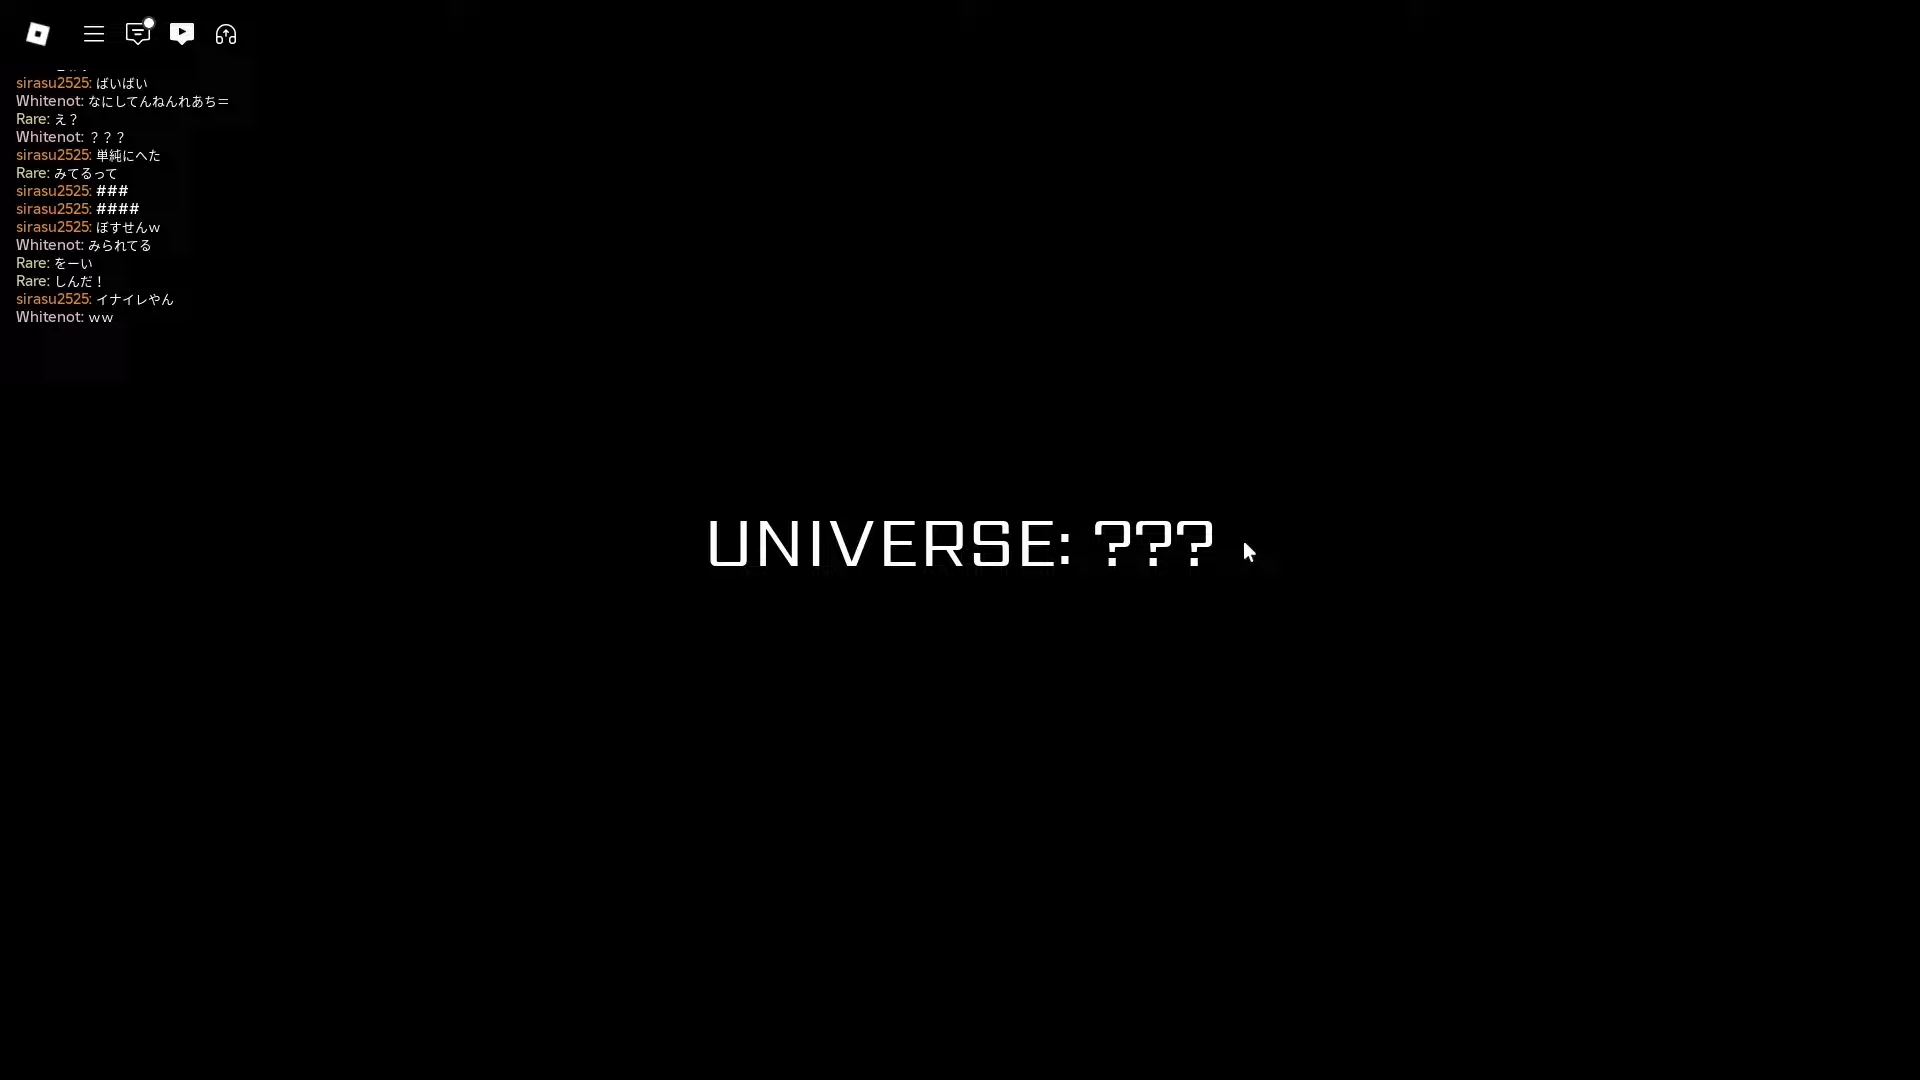 sirasu2525: ばいばい
Whitenot: なにしてんねんれあち＝
Rare: え？
Whitenot: ？？？
sirasu2525: 単純にへた
Rare: みてるって
sirasu2525: ###
sirasu2525: ####
sirasu2525: ぼすせんｗ
Whitenot: みられてる
Rare: をーい
Rare: しんだ！
sirasu2525: イナイレやん
Whitenot: ｗｗ
UNIVERSE: ???